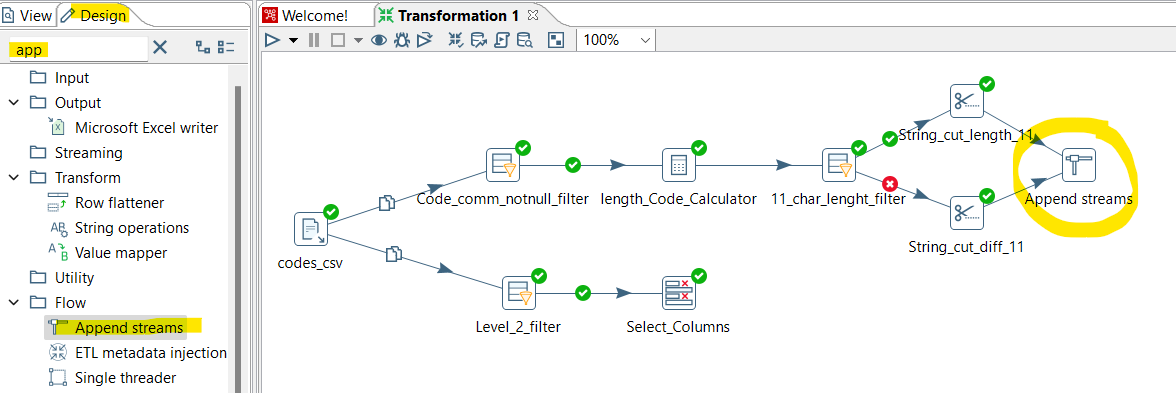 View
Design
app
Input
Output
Microsoft Excel writer
Streaming
Transform
Row flattener
String operations
Value mapper
Utility
Flow
Append streams
ETL metadata injection
Single threader
Welcome!
Transformation 1
100%
String_cut_length_11
Code_comm_notnull_filter
length_Code_Calculator
11_char_lenght_filter
Append streams
String_cut_diff_11
codes_csv
Level_2_filter
Select_Columns